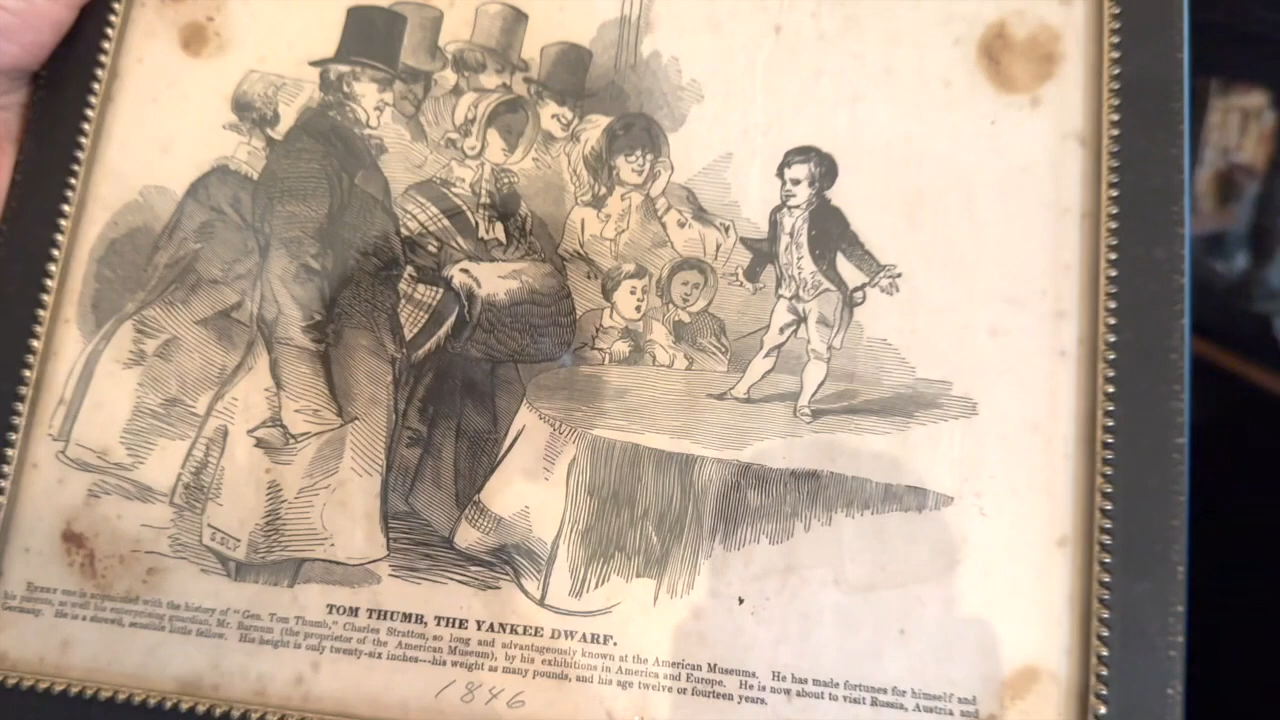 S. SLY
TOM THUMB, THE YANKEE DWARF.
EVERY one is acquainted with the history of "Gen. Tom Thumb," Charles Stratton, so long and advantageously known at the American Museums. He has made fortunes for himself and
his parents, as well his enterprising guardian, Mr. Barnum (the proprietor of the American Museum), by his exhibitions in America and Europe. He is now about to visit Russia, Austria and
Germany. He is a shrewd, sensible little fellow. His height is only twenty-six inches---his weight as many pounds, and his age twelve or fourteen years.
1846